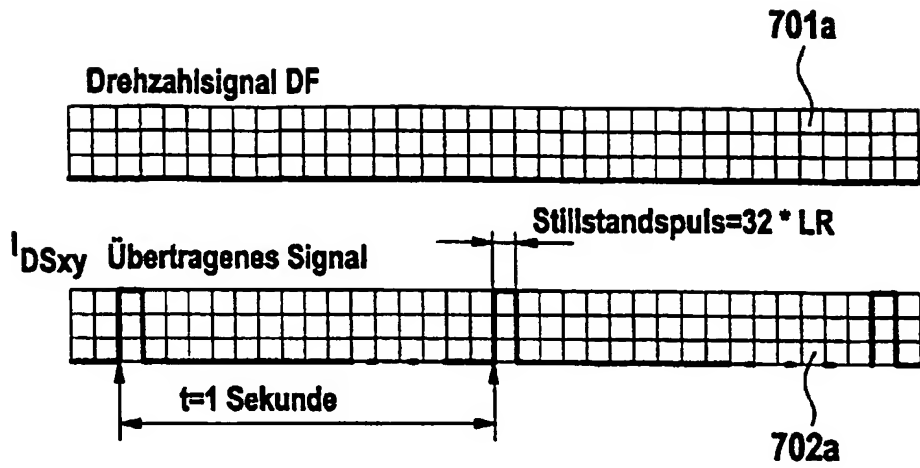 701a
Drehzahlsignal DF
Stillstandspuls=32 * LR
IDSxy Übertragenes Signal
t=1 Sekunde
702a